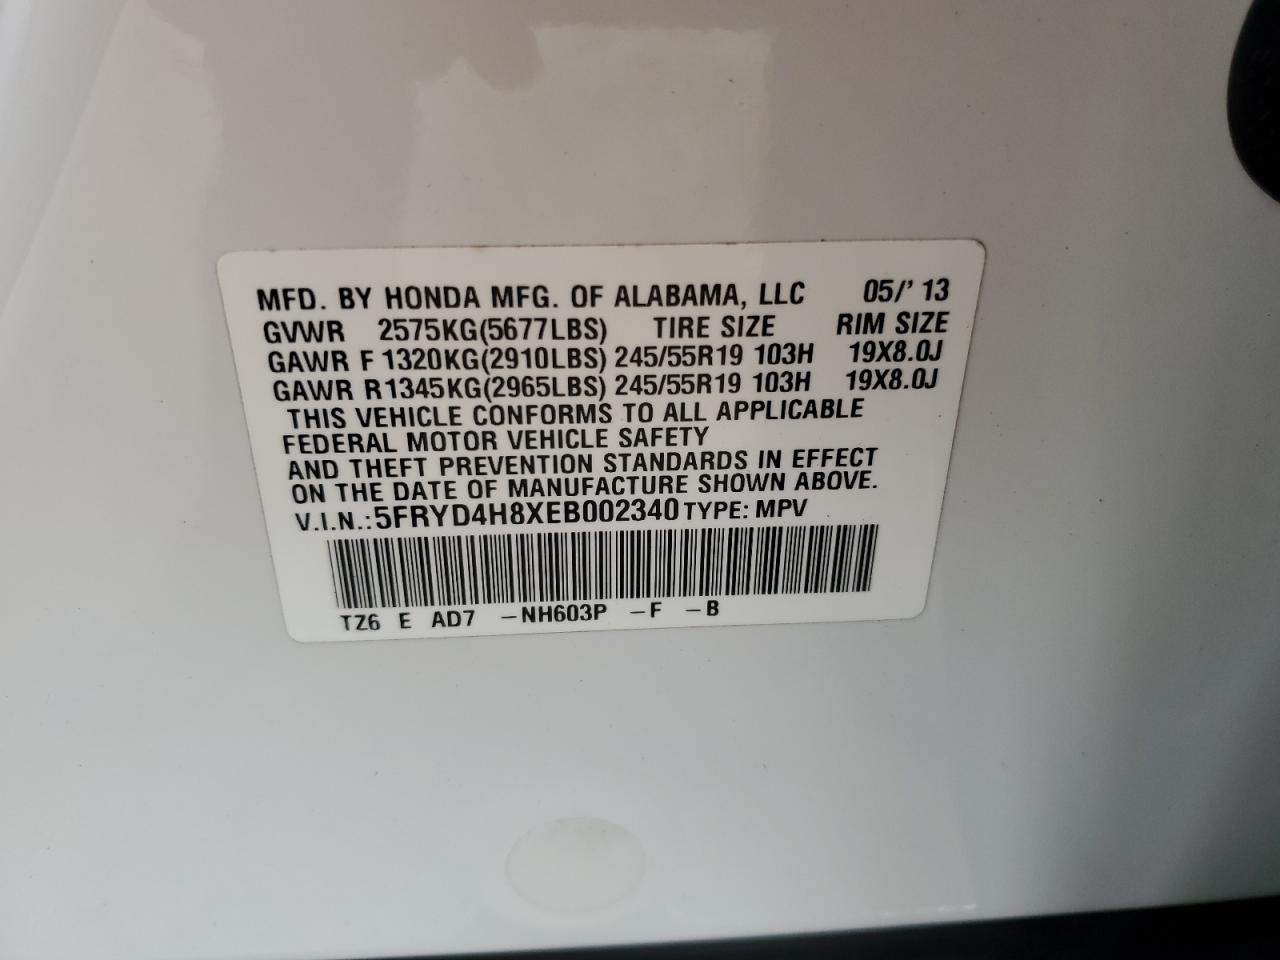 MFD. BY HONDA MFG. OF ALABAMA, LLC 05/' 13
GVWR 2575KG(5677LBS) TIRE SIZE RIM SIZE
GAWR F 1320KG(2910LBS) 245/55R19 103H 19X8.0J
GAWR R1345KG(2965LBS) 245/55R19 103H 19X8.0J
THIS VEHICLE CONFORMS TO ALL APPLICABLE
FEDERAL MOTOR VEHICLE SAFETY
AND THEFT PREVENTION STANDARDS IN EFFECT
ON THE DATE OF MANUFACTURE SHOWN ABOVE.
V.I.N.:5FRYD4H8XEB002340 TYPE: MPV
TZ6 E AD7 -NH603P -F -B